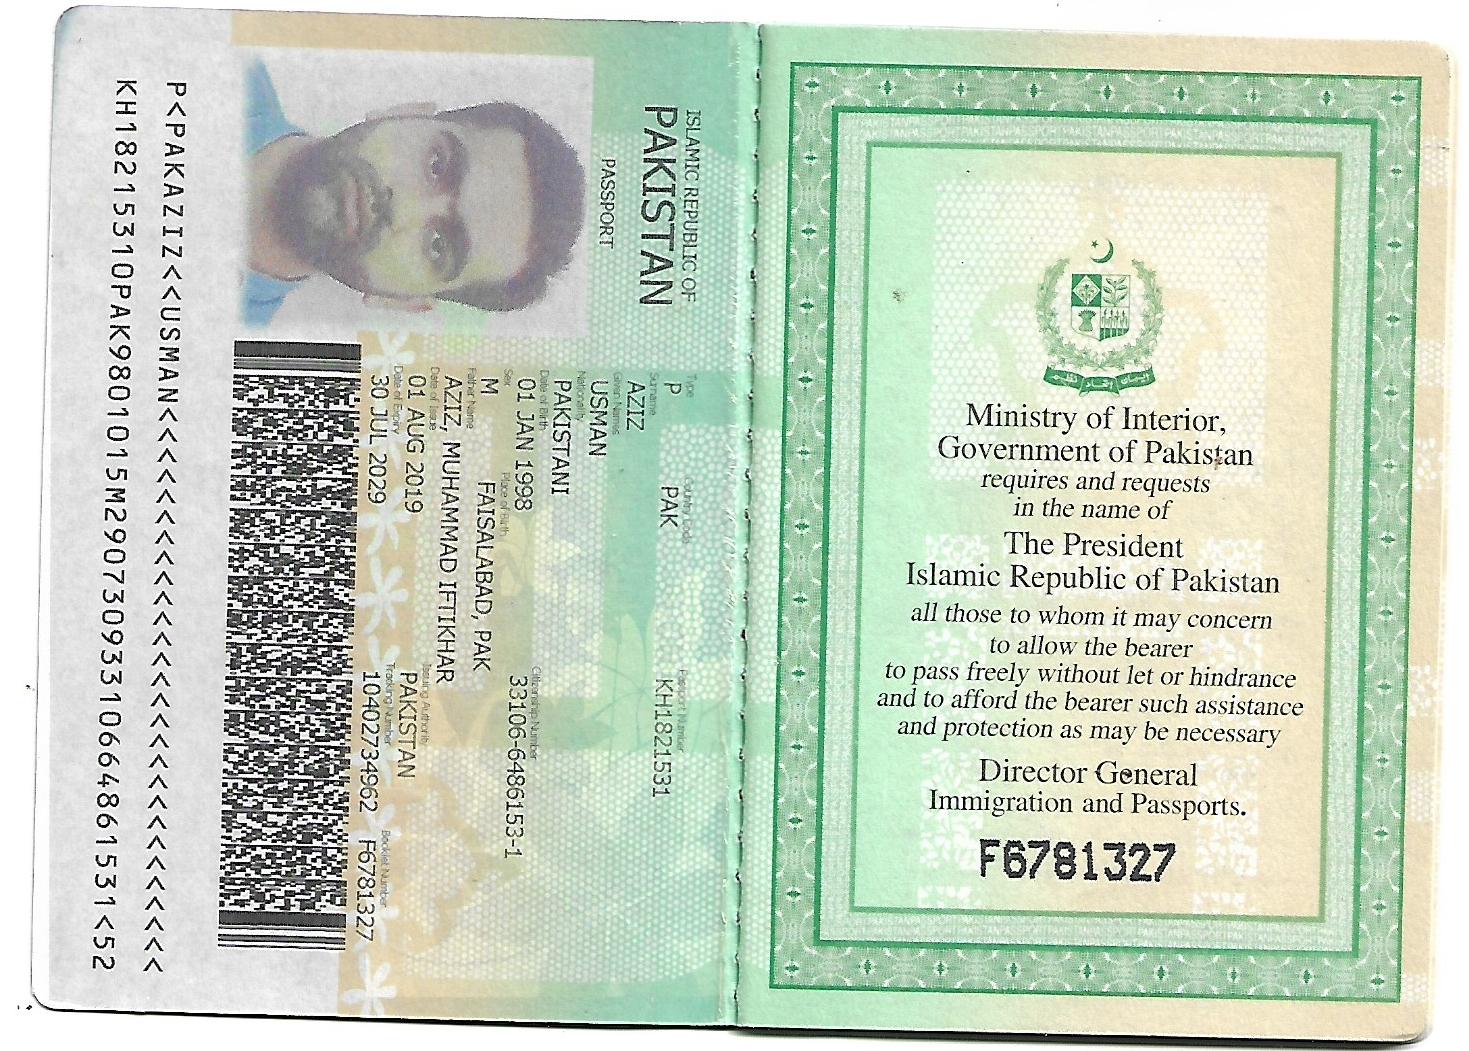 ISLAMIC REPUBLIC OF
PAKISTAN
PASSPORT
Type Country Code Passport Number
P PAK KH1821531
Surname
AZIZ
Given Names
USMAN
Nationality
PAKISTANI
Date of Birth Citizenship Number
01 JAN 1998 33106-6486153-1
Sex Place of Birth
M FAISALABAD, PAK
Father Name
AZIZ, MUHAMMAD IFTIKHAR
Date of Issue Issuing Authority
01 AUG 2019 PAKISTAN
Date of Expiry Tracking Number Booklet Number
30 JUL 2029 10402734962 F6781327
P<PAKAZIZ<<USMAN<<<<<<<<<<<<<<<<<<<<<<<<<<<<
KH18215310PAK9801015M29073093310664861531<52
Ministry of Interior,
Government of Pakistan
requires and requests
in the name of
The President
Islamic Republic of Pakistan
all those to whom it may concern
to allow the bearer
to pass freely without let or hindrance
and to afford the bearer such assistance
and protection as may be necessary
Director General
Immigration and Passports.
F6781327